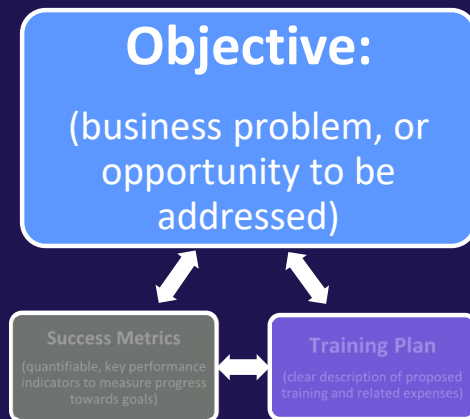 Objective:
(business problem, or
opportunity to be
addressed)
Success Metrics
(quantifiable, key performance
indicators to measure progress
towards goals)
Training Plan
(clear description of proposed
training and related expenses)